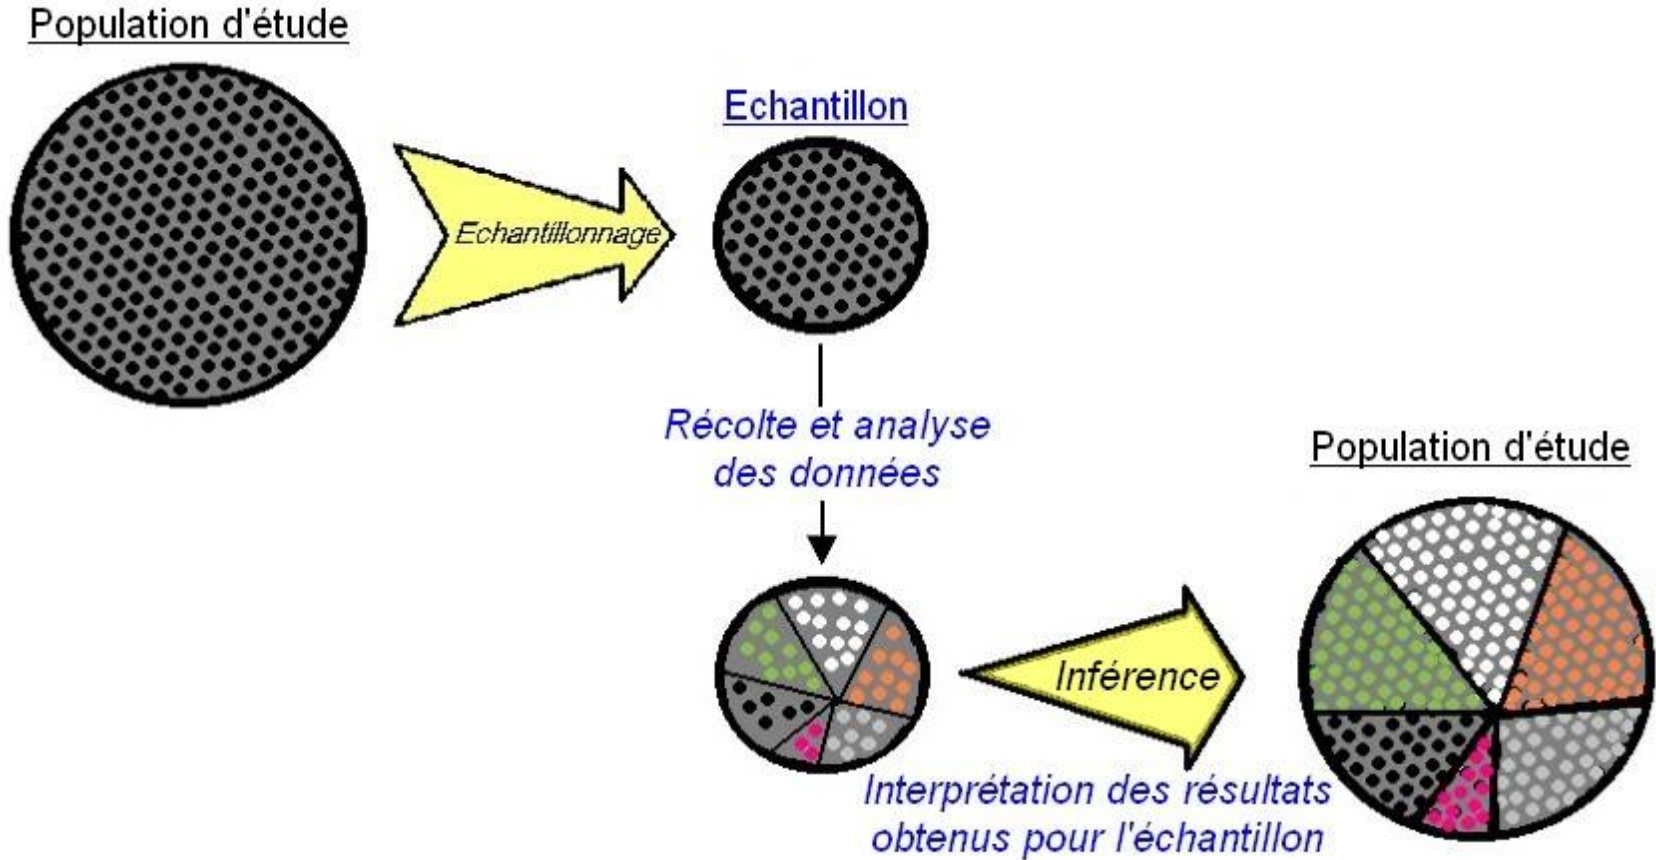 Population d'étude
Echantillon
Echantillonnage
Récolte et analyse
des données
Population d'étude
Inférence
Interprétation des résultats
obtenus pour l'échantillon